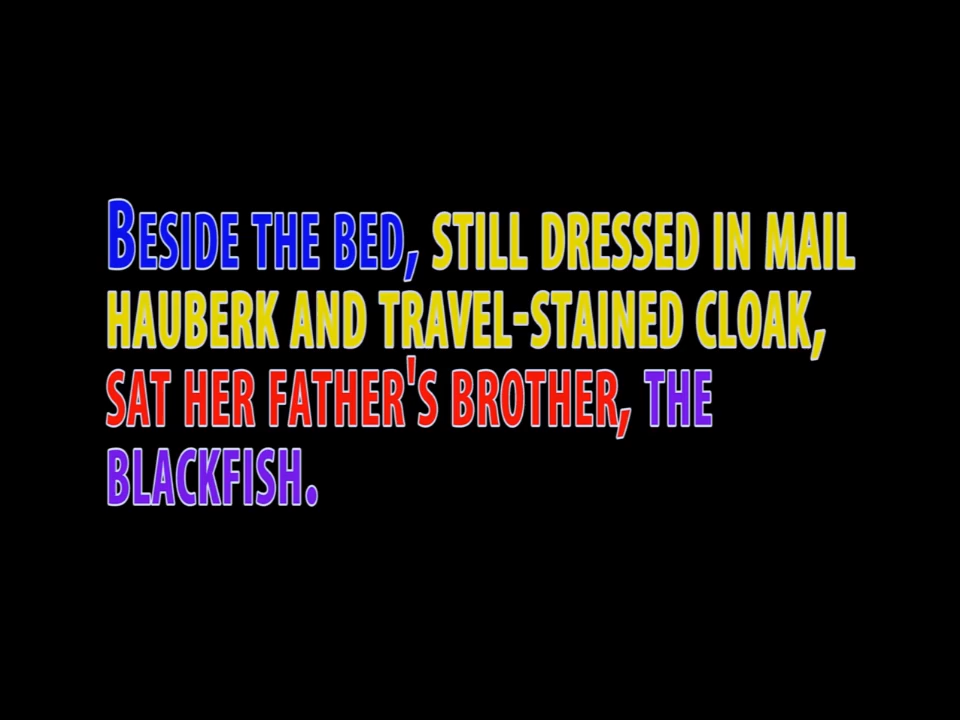 Beside the bed, still dressed in mail
hauberk and travel-stained cloak,
sat her father's brother, the
blackfish.